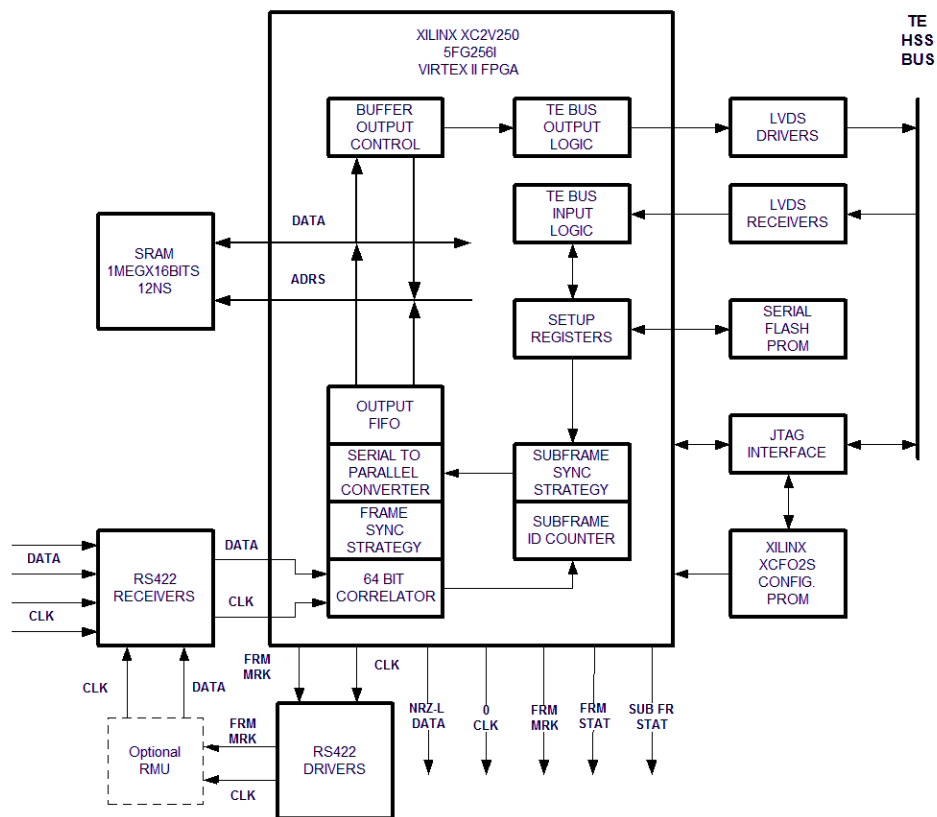 XILINX XC2V250
5FG256I
VIRTEX II FPGA
TE
HSS
BUS
BUFFER
OUTPUT
CONTROL
TE BUS
OUTPUT
LOGIC
LVDS
DRIVERS
TE BUS
INPUT
LOGIC
LVDS
RECEIVERS
DATA
SRAM
1MEGX16BITS
12NS
ADRS
SETUP
REGISTERS
SERIAL
FLASH
PROM
OUTPUT
FIFO
SERIAL TO
PARALLEL
CONVERTER
SUBFRAME
SYNC
STRATEGY
JTAG
INTERFACE
FRAME
SYNC
STRATEGY
SUBFRAME
ID COUNTER
64 BIT
CORRELATOR
XILINX
XCFO2S
CONFIG.
PROM
DATA
CLK
RS422
RECEIVERS
DATA
CLK
CLK
DATA
FRM
MRK
CLK
NRZ-L
DATA
0
CLK
FRM
MRK
FRM
STAT
SUB FR
STAT
Optional
RMU
FRM
MRK
CLK
RS422
DRIVERS